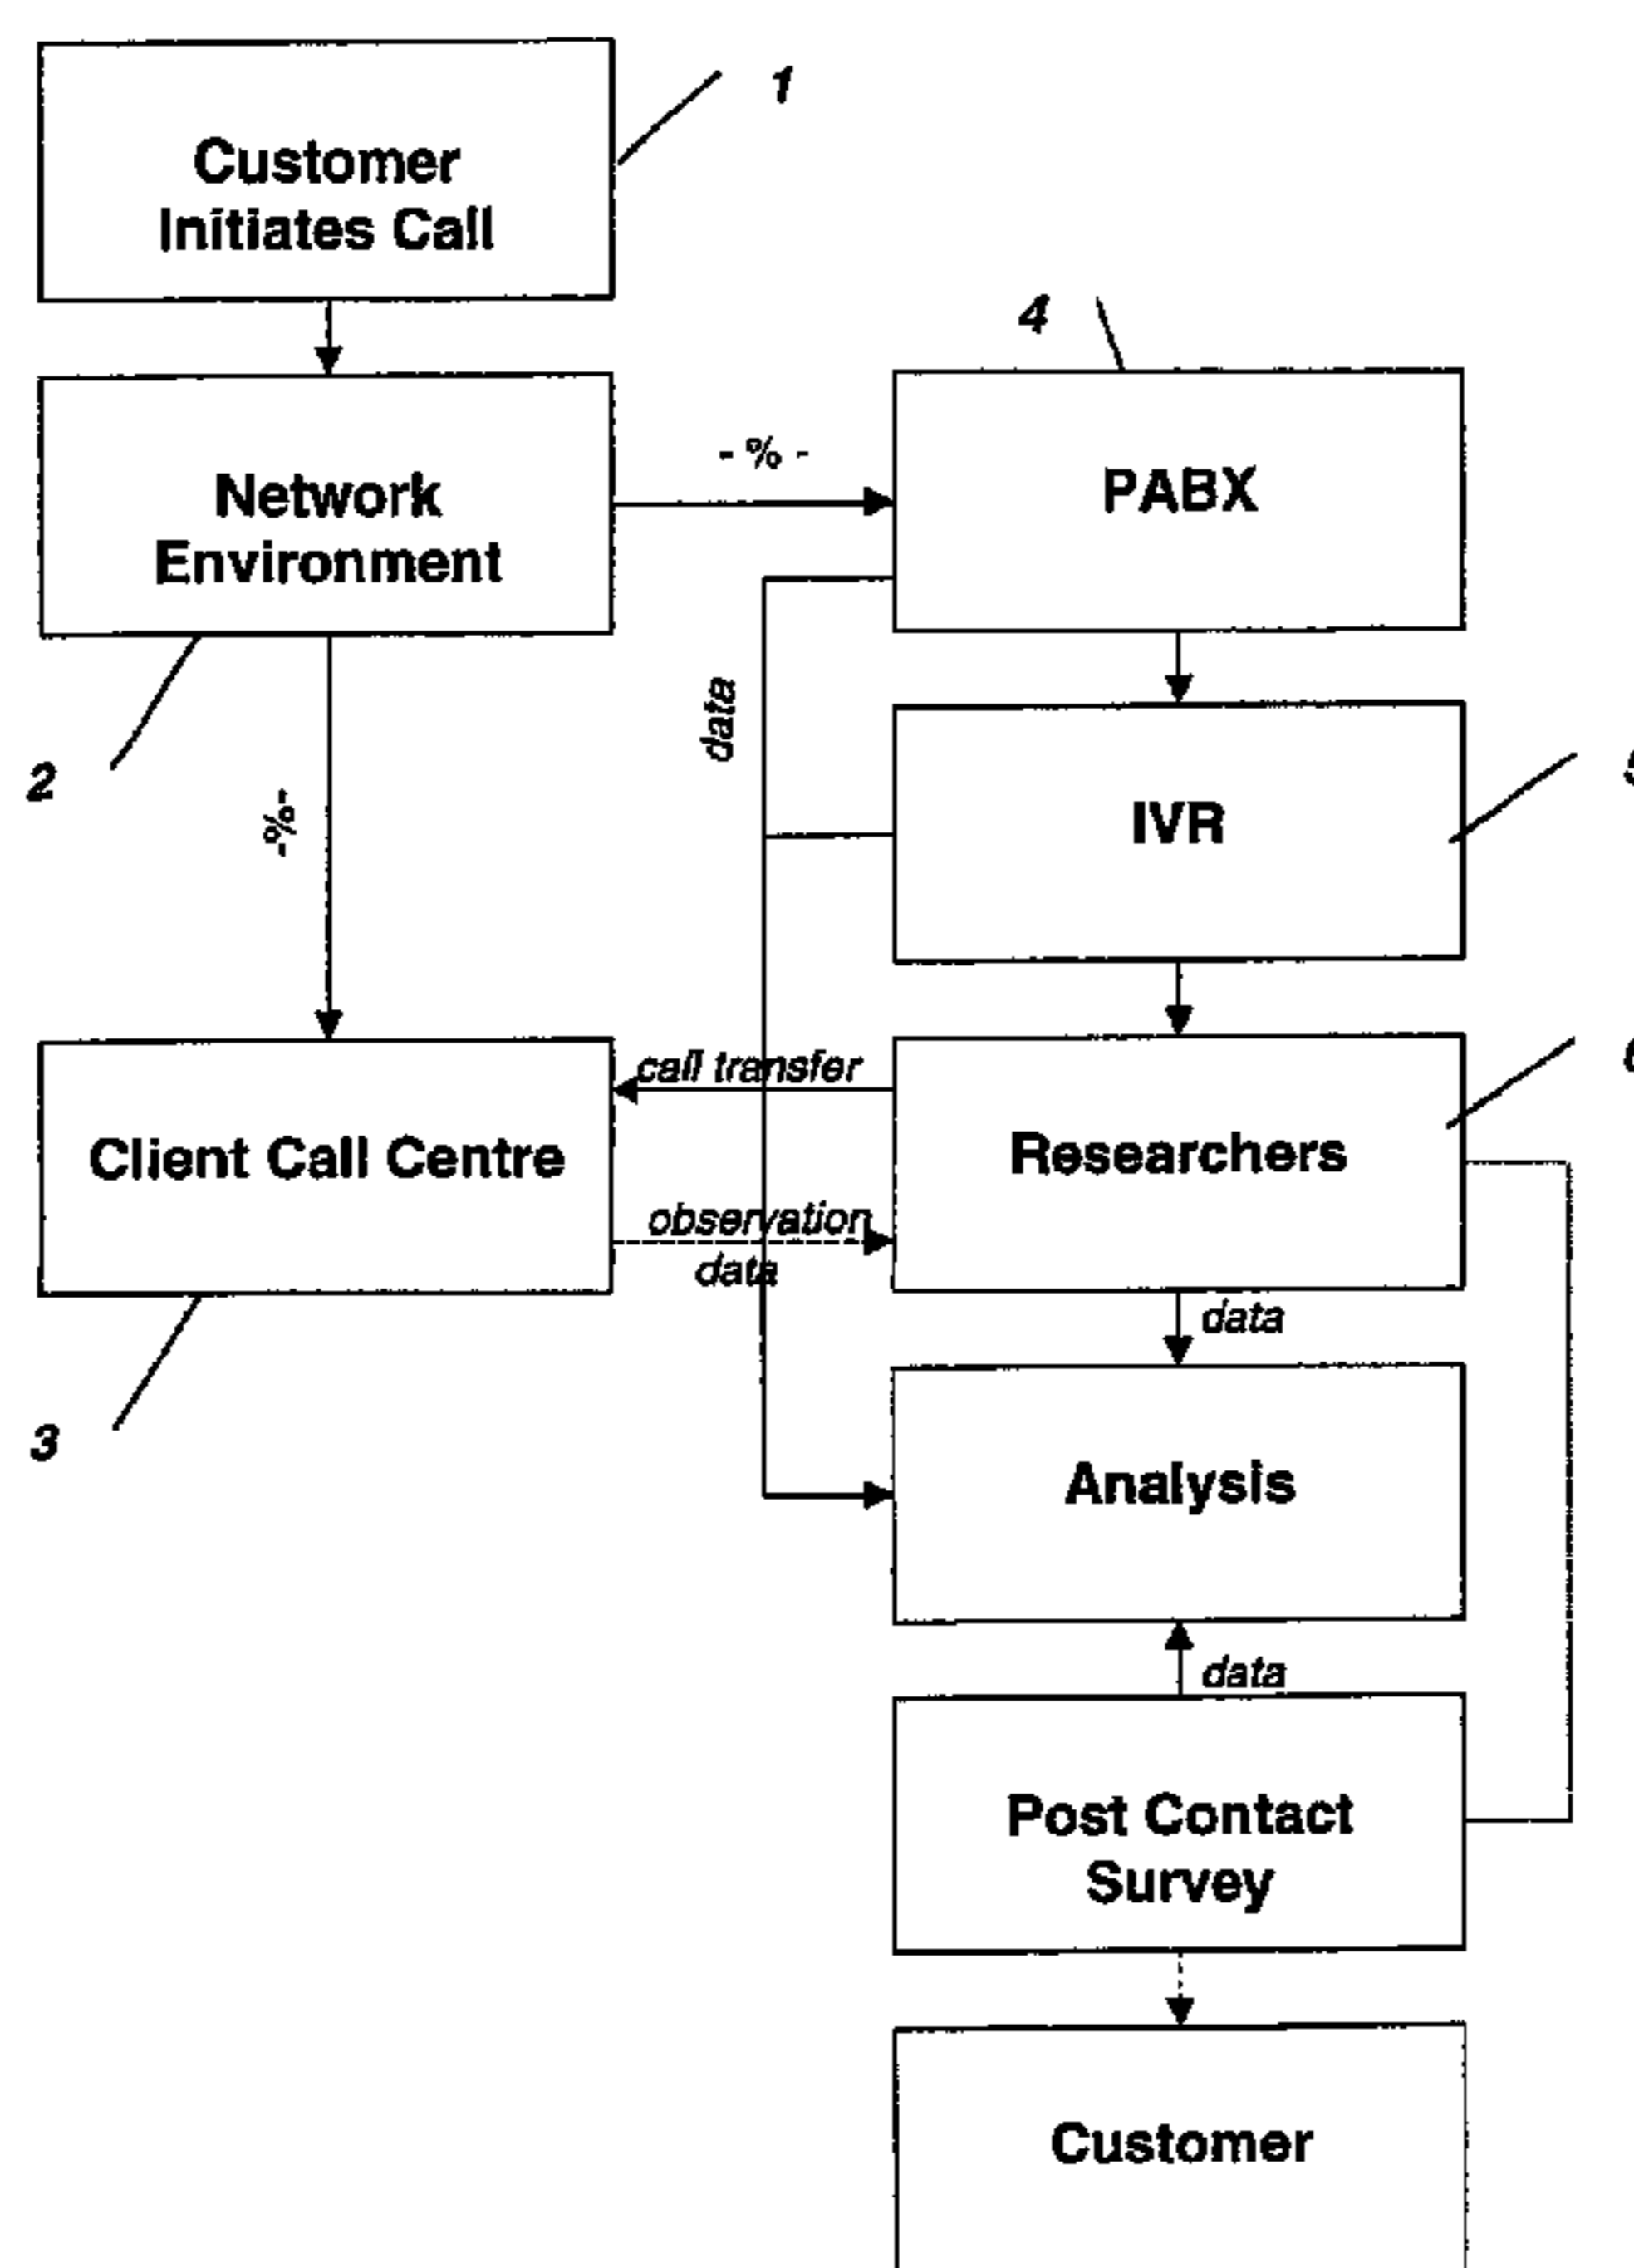 1
Customer
Initiates Call
4
- % -
PABX
Network
Environment
data
2
-%-
IVR
call transfer
Client Call Centre
Researchers
observation
data
data
3
Analysis
data
Post Contact
Survey
Customer